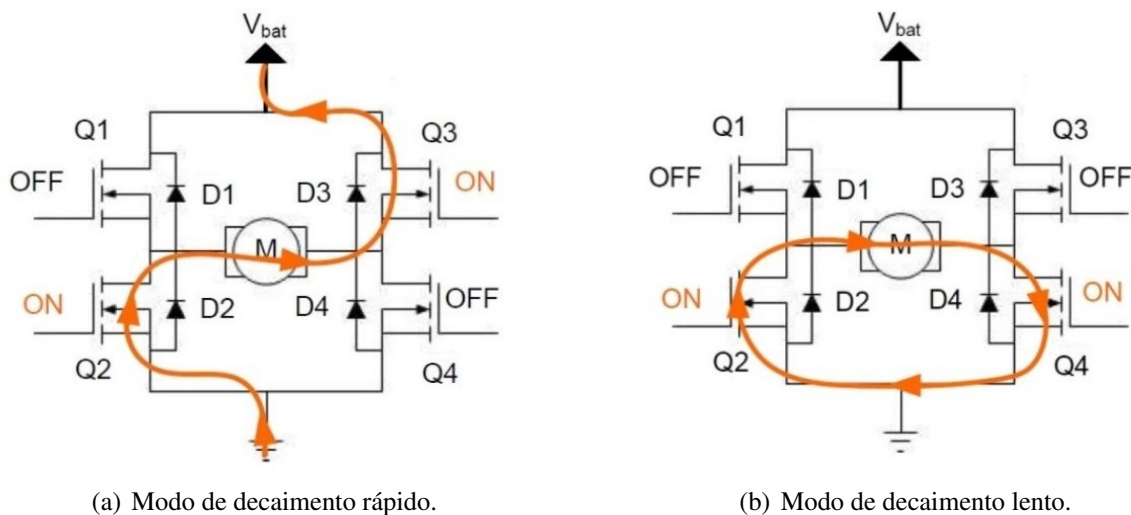 V_bat
Q1
Q3
OFF
D1
D3
ON
M
ON
D2
D4
OFF
Q2
Q4
(a) Modo de decaimento rápido.
V_bat
Q1
Q3
OFF
D1
D3
OFF
M
ON
D2
D4
ON
Q2
Q4
(b) Modo de decaimento lento.